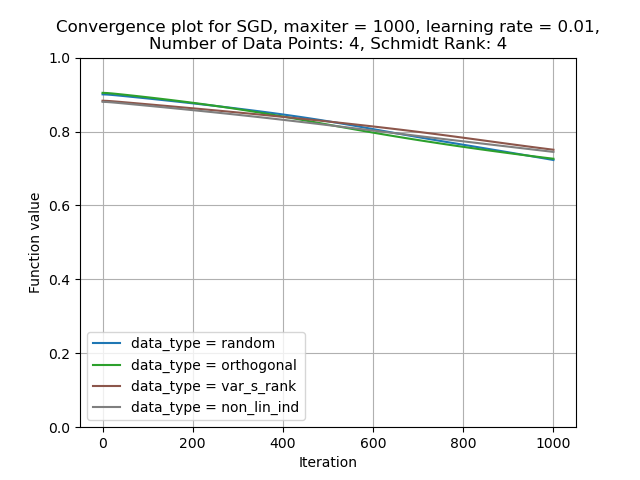 Convergence plot for SGD, maxiter = 1000, learning rate = 0.01,
Number of Data Points: 4, Schmidt Rank: 4
Function value
1.0
0.8
0.6
0.4
0.2
0.0
data_type = random
data_type = orthogonal
data_type = var_s_rank
data_type = non_lin_ind
0 200 400 600 800 1000
Iteration